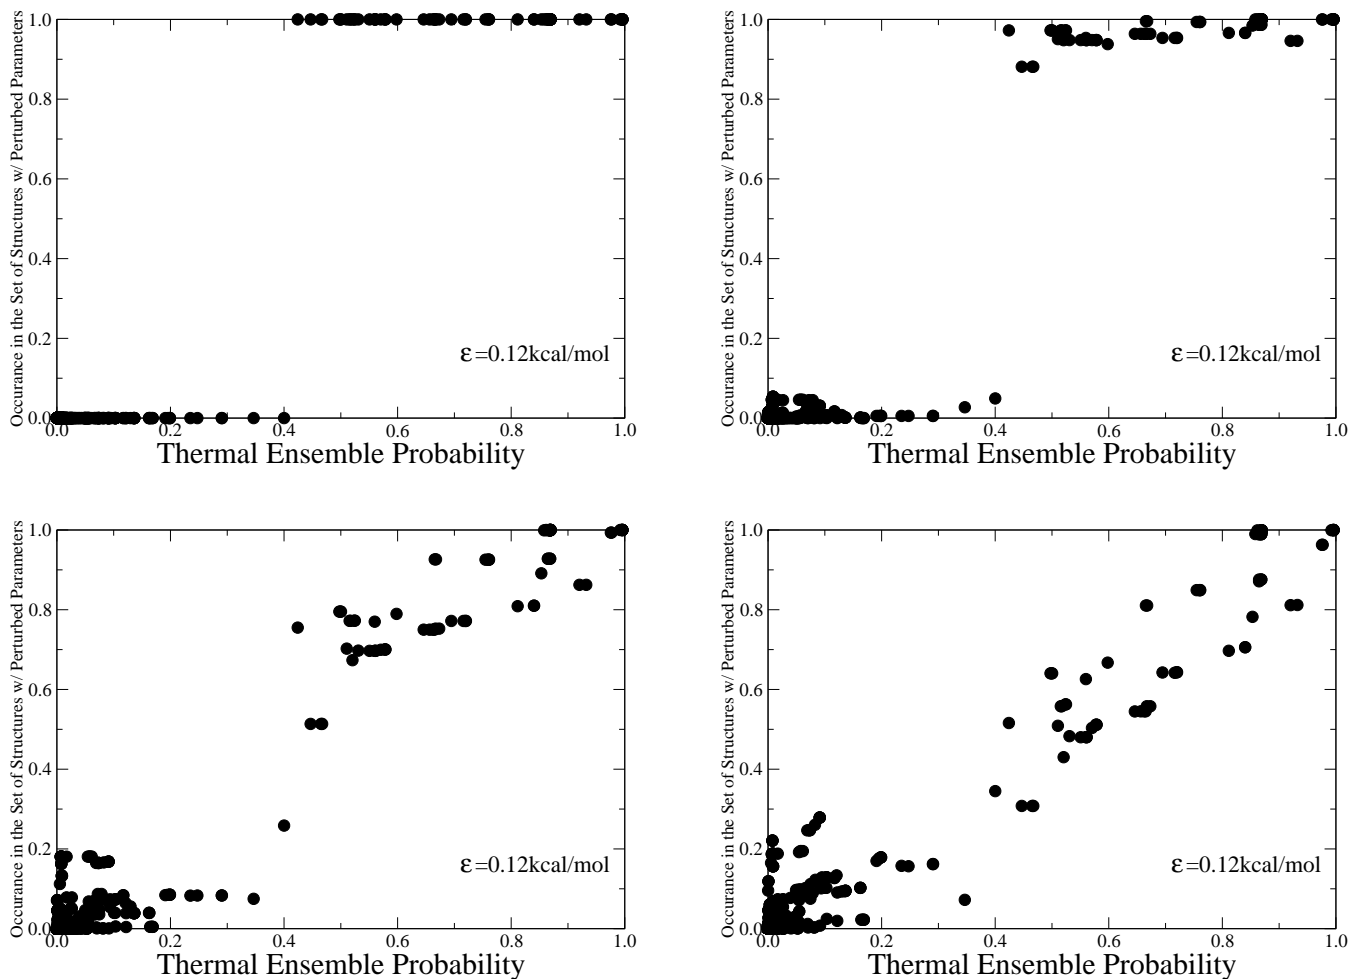 Occurance in the Set of Structures w/ Perturbed Parameters
1.0
0.8
0.6
0.4
0.2
0.0
ε=0.12kcal/mol
0.0 0.2 0.4 0.6 0.8 1.0
Thermal Ensemble Probability
Occurance in the Set of Structures w/ Perturbed Parameters
1.0
0.8
0.6
0.4
0.2
0.0
ε=0.12kcal/mol
0.0 0.2 0.4 0.6 0.8 1.0
Thermal Ensemble Probability
Occurance in the Set of Structures w/ Perturbed Parameters
1.0
0.8
0.6
0.4
0.2
0.0
ε=0.12kcal/mol
0.0 0.2 0.4 0.6 0.8 1.0
Thermal Ensemble Probability
Occurance in the Set of Structures w/ Perturbed Parameters
1.0
0.8
0.6
0.4
0.2
0.0
ε=0.12kcal/mol
0.0 0.2 0.4 0.6 0.8 1.0
Thermal Ensemble Probability